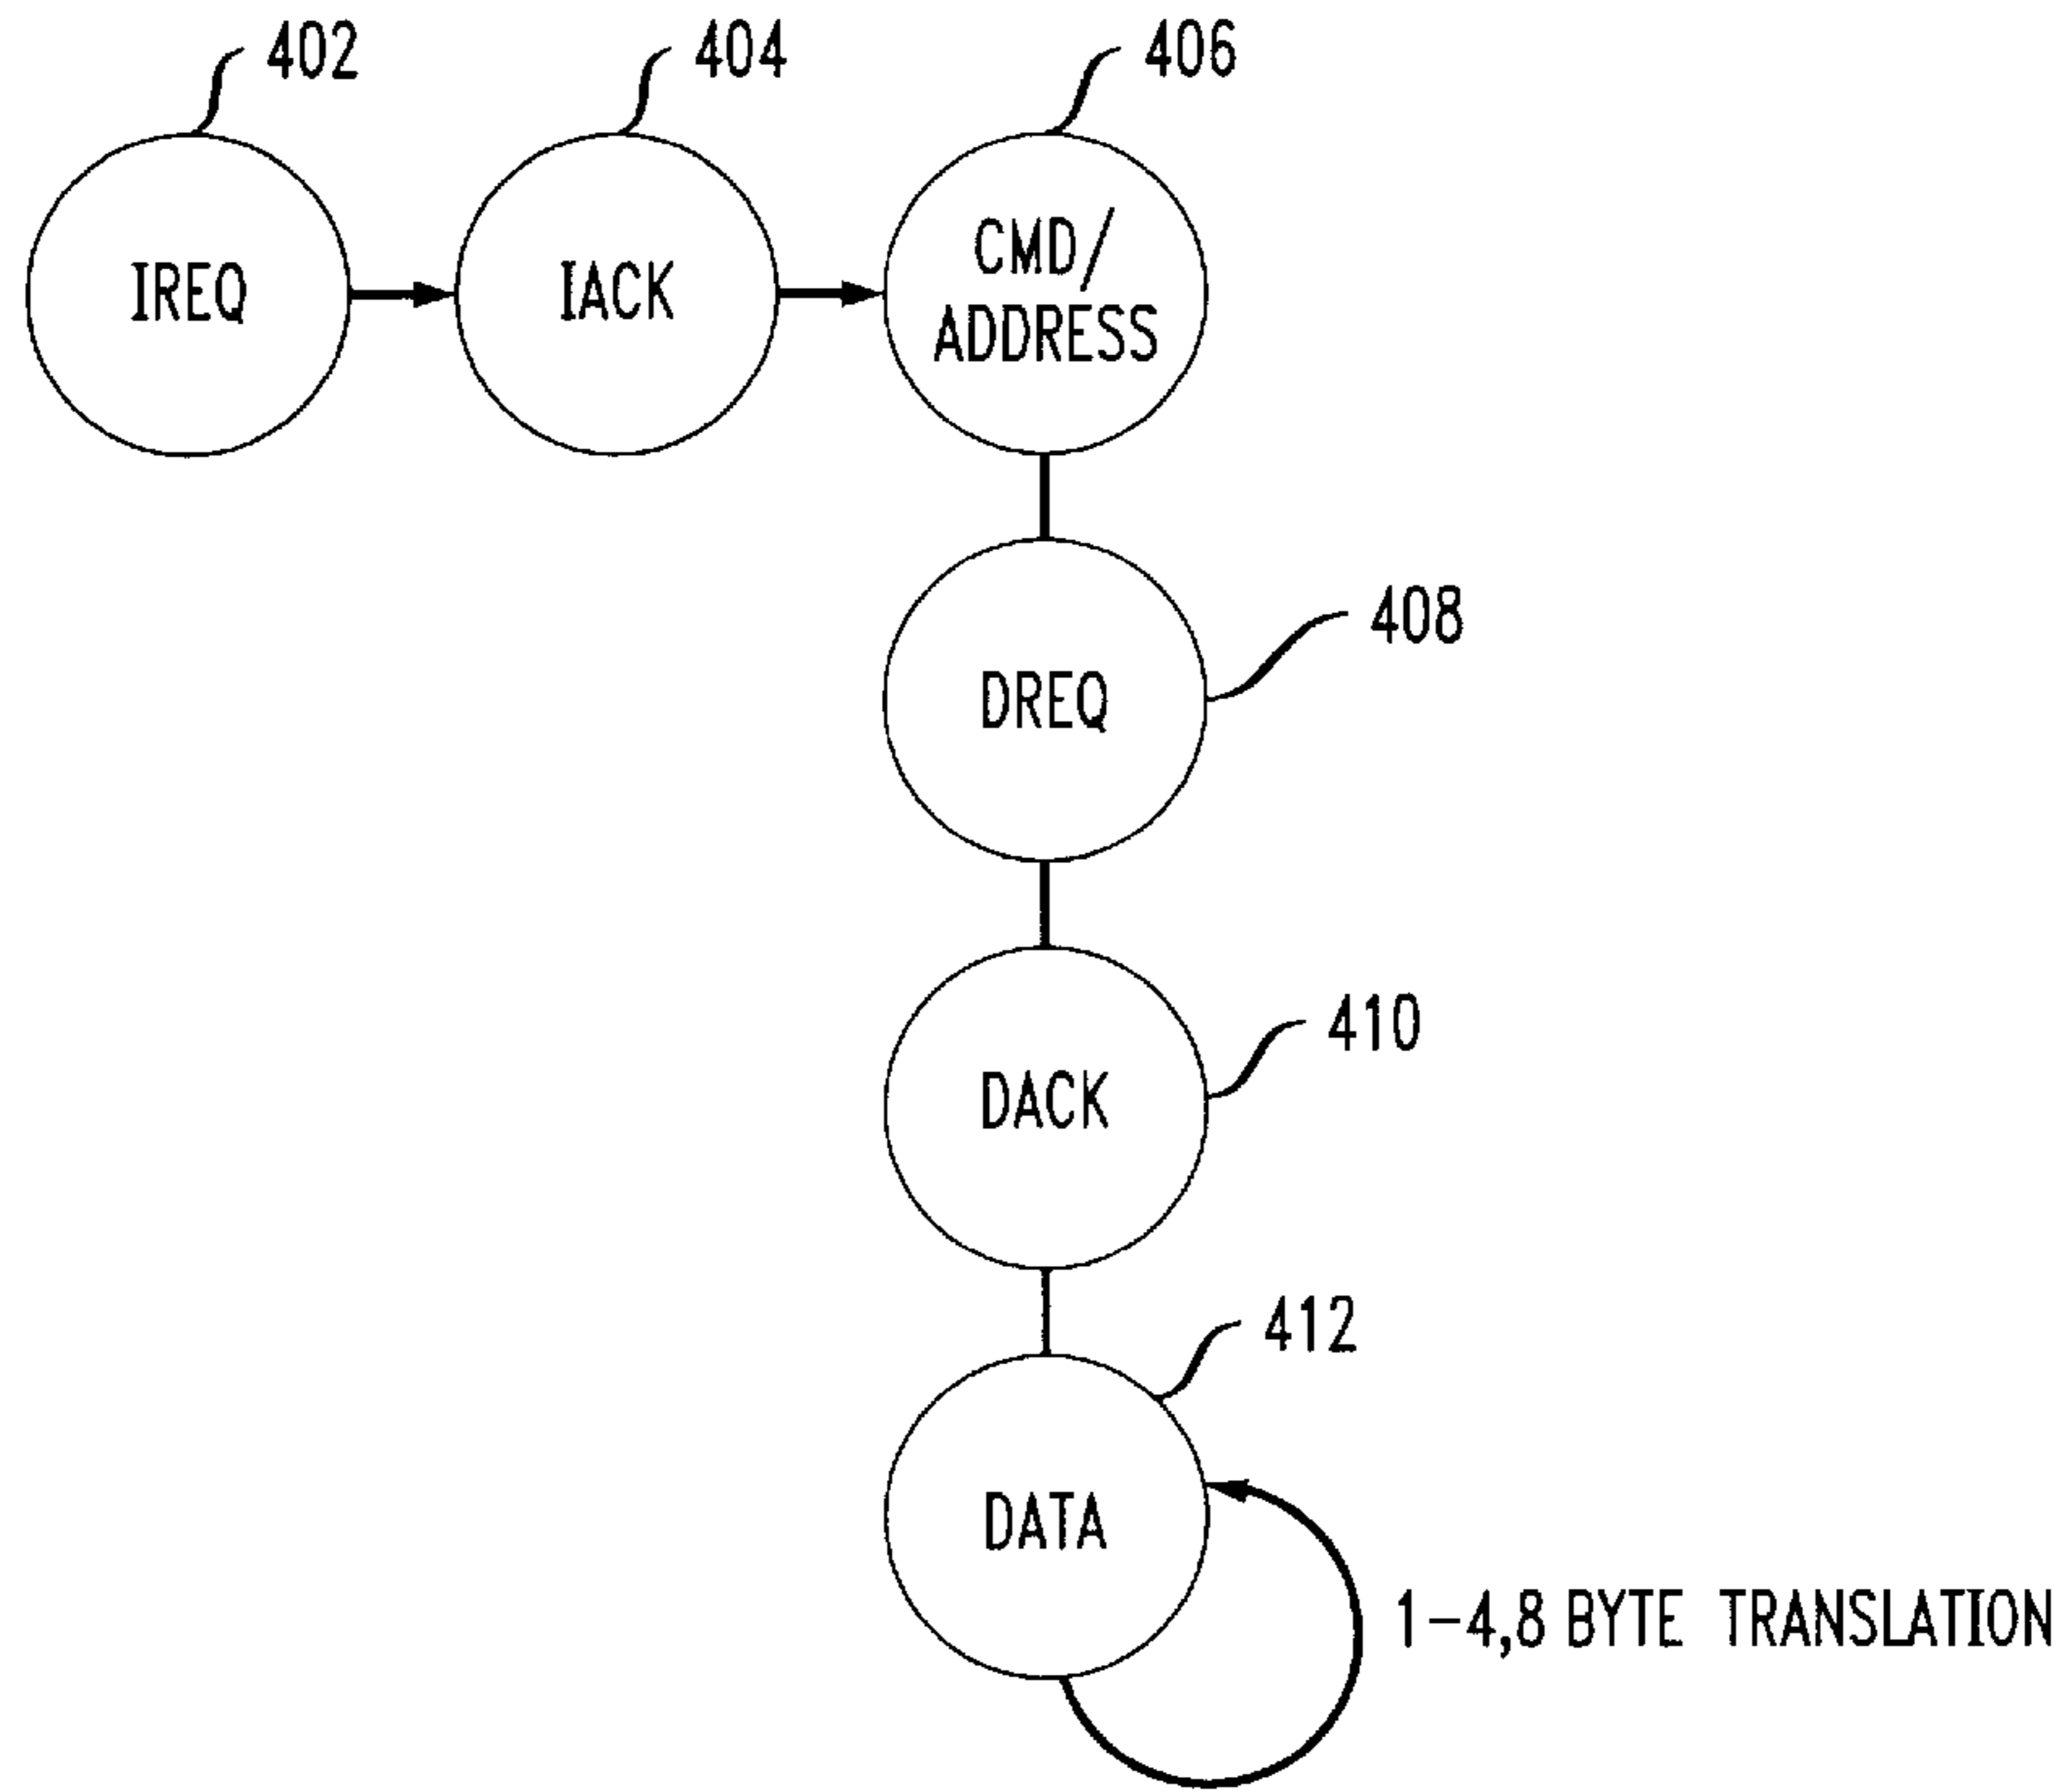 402
404
406
IREQ
IACK
CMD/
ADDRESS
408
DREQ
410
DACK
412
DATA
1-4,8 BYTE TRANSLATION